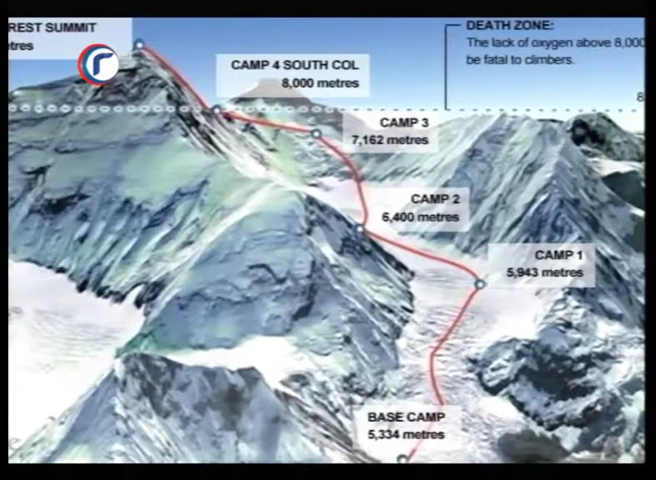 REST SUMMIT
tres
DEATH ZONE:
The lack of oxygen above 8,000
be fatal to climbers.
CAMP 4 SOUTH COL
8,000 metres
8
CAMP 3
7,162 metres
CAMP 2
6,400 metres
CAMP 1
5,943 metres
BASE CAMP
5,334 metres